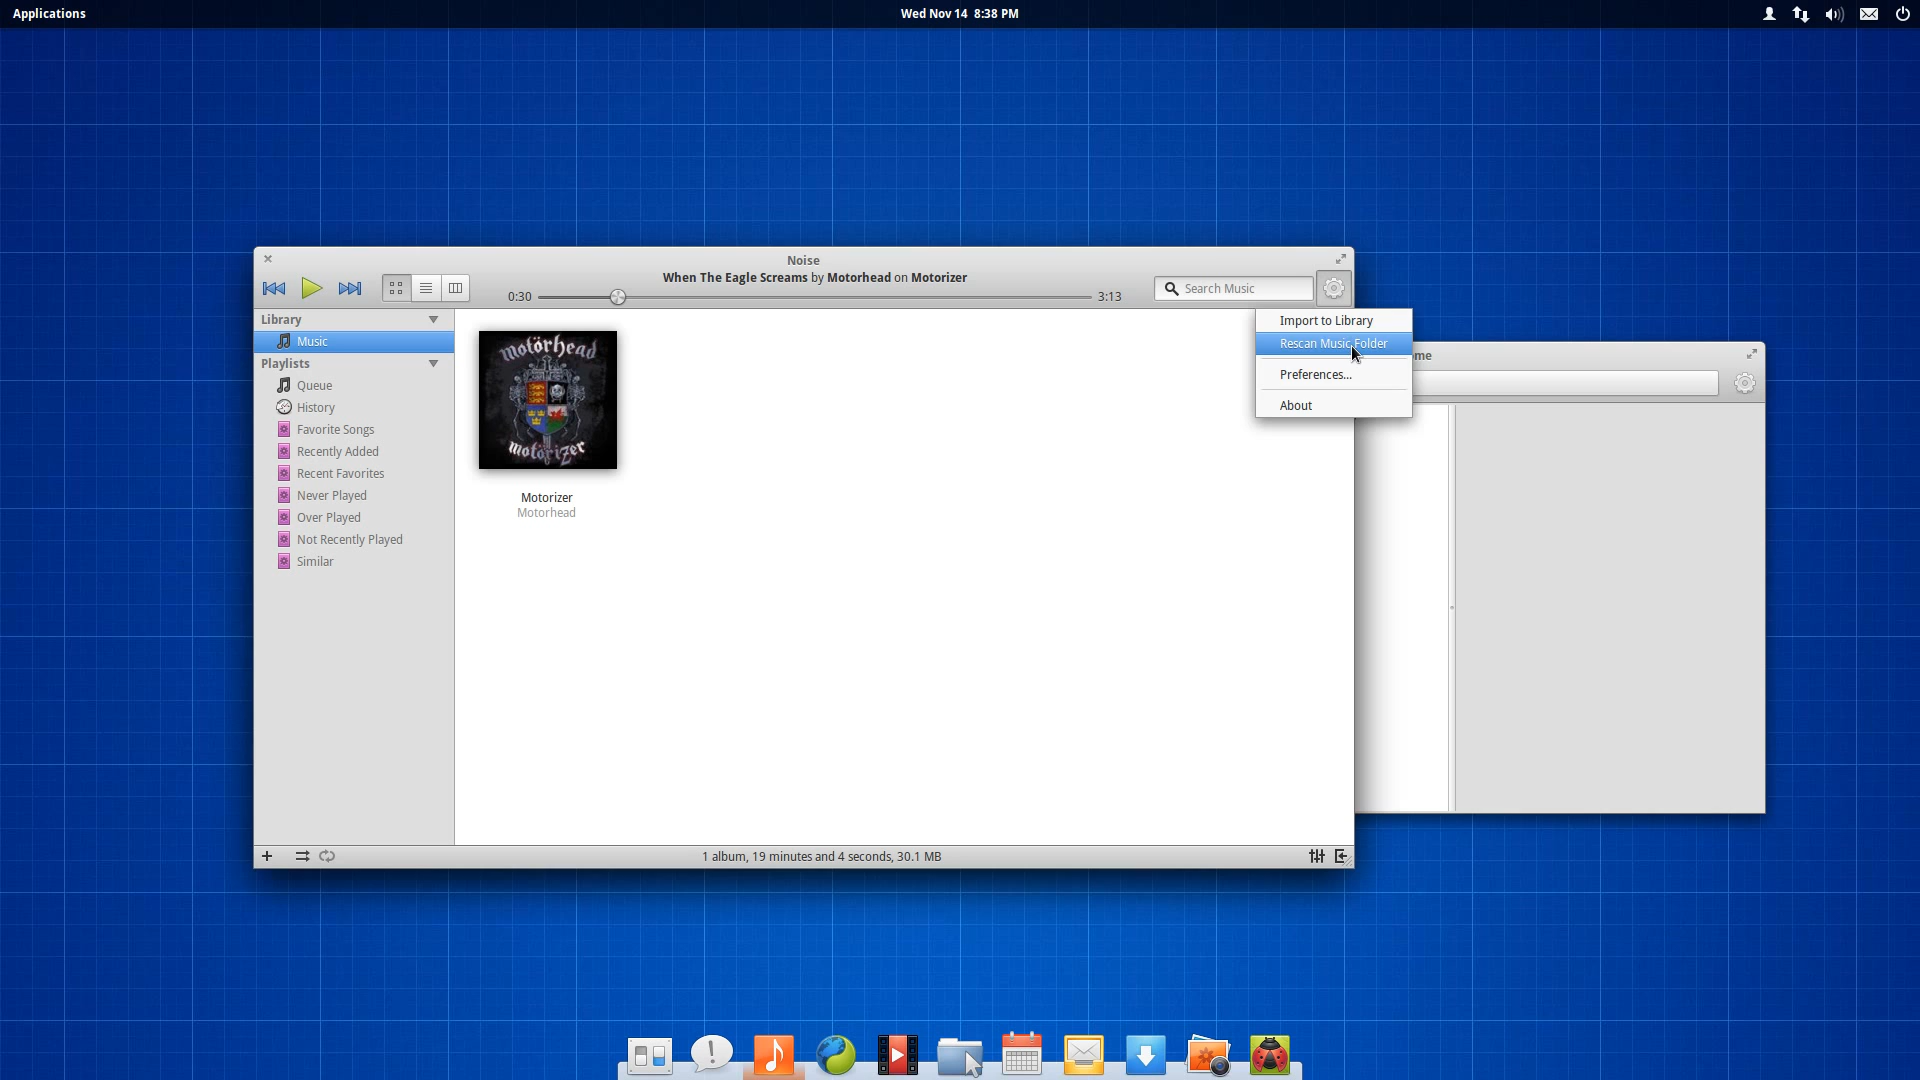 Applications
Wed Nov 14 8:38 PM
Noise
When The Eagle Screams by Motorhead on Motorizer
0:30
3:13
Search Music
Library
Music
Playlists
Queue
History
Favorite Songs
Recently Added
Recent Favorites
Never Played
Over Played
Not Recently Played
Similar
motörhead
motörizer
Motorizer
Motorhead
Import to Library
Rescan Music Folder
Preferences...
About
me
1 album, 19 minutes and 4 seconds, 30.1 MB